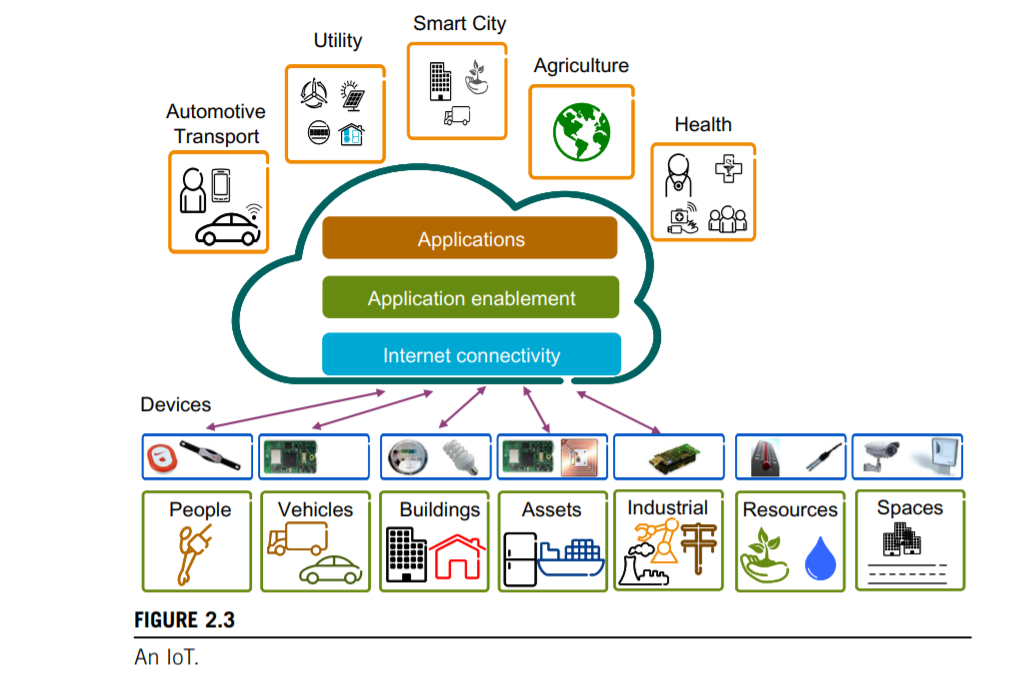 Smart City
Utility
Agriculture
Automotive
Transport
Health
Applications
Application enablement
Internet connectivity
Devices
People
Vehicles
Buildings
Assets
Industrial
Resources
Spaces
FIGURE 2.3
An IoT.